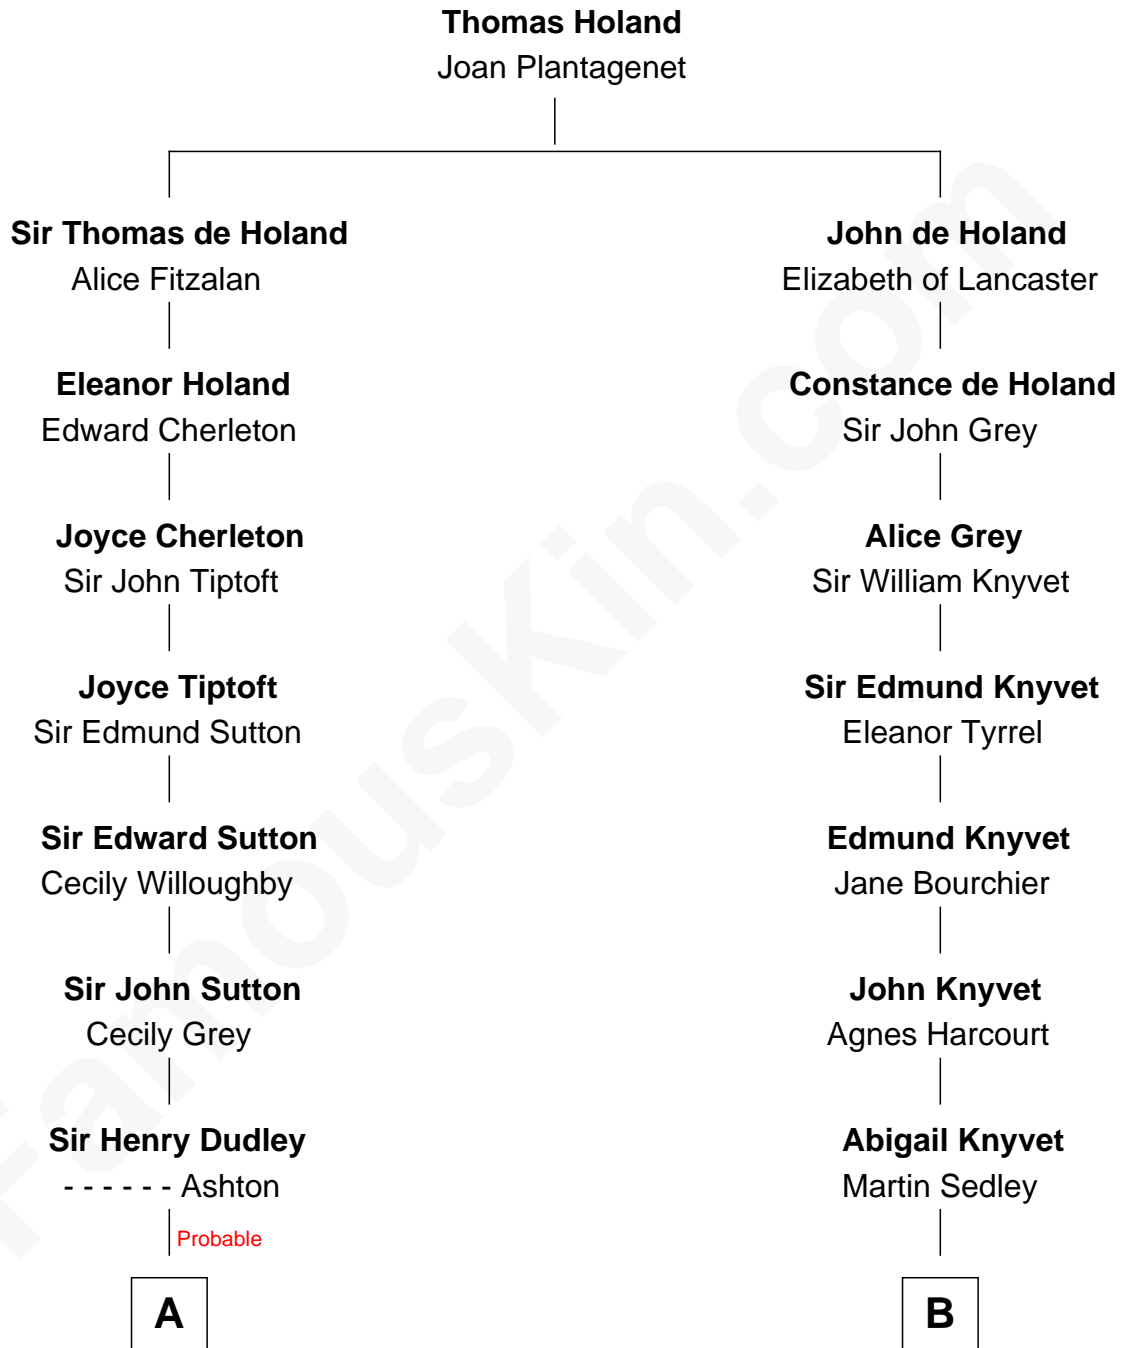 Thomas Holand
Joan Plantagenet
Sir Thomas de Holand
Alice Fitzalan
Eleanor Holand
Edward Cherleton
Joyce Cherleton
Sir John Tiptoft
Joyce Tiptoft
Sir Edmund Sutton
Sir Edward Sutton
Cecily Willoughby
Sir John Sutton
Cecily Grey
Sir Henry Dudley
- - - - - - Ashton
Probable
A
John de Holand
Elizabeth of Lancaster
Constance de Holand
Sir John Grey
Alice Grey
Sir William Knyvet
Sir Edmund Knyvet
Eleanor Tyrrel
Edmund Knyvet
Jane Bourchier
John Knyvet
Agnes Harcourt
Abigail Knyvet
Martin Sedley
B
FamousKin.com